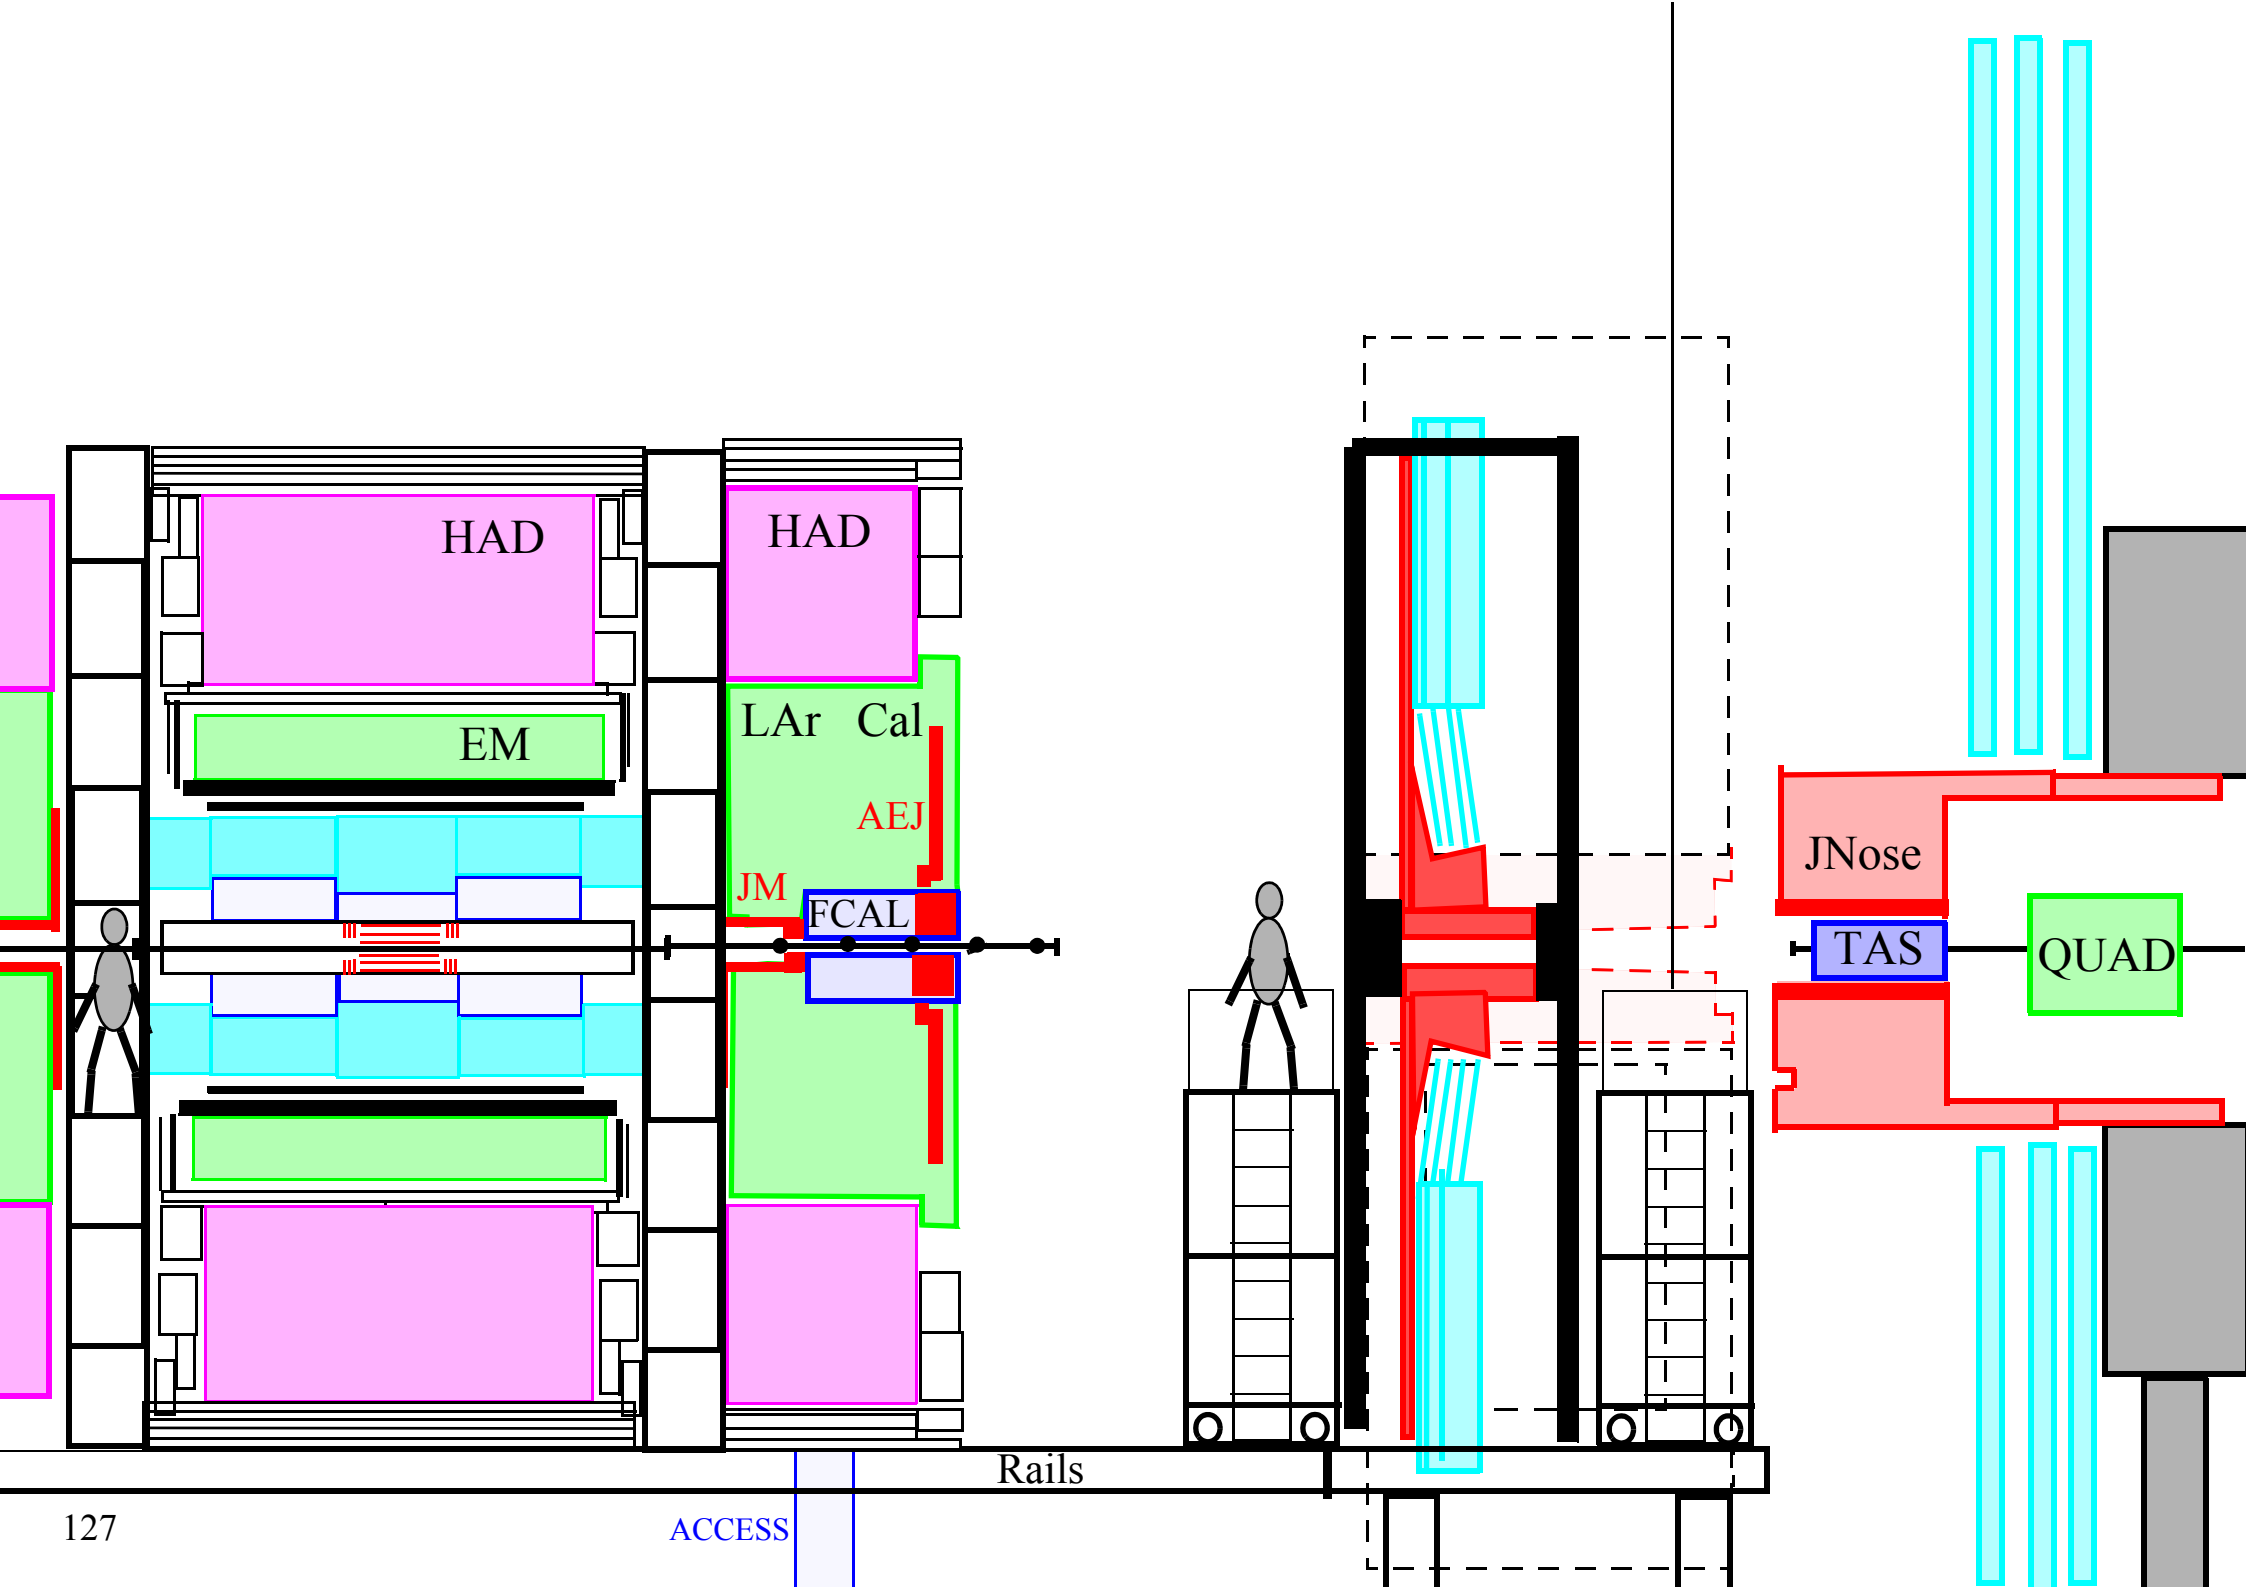 HAD
HAD
LAr Cal
EM
AEJ
JM
FCAL
JNose
TAS
QUAD
Rails
127
ACCESS